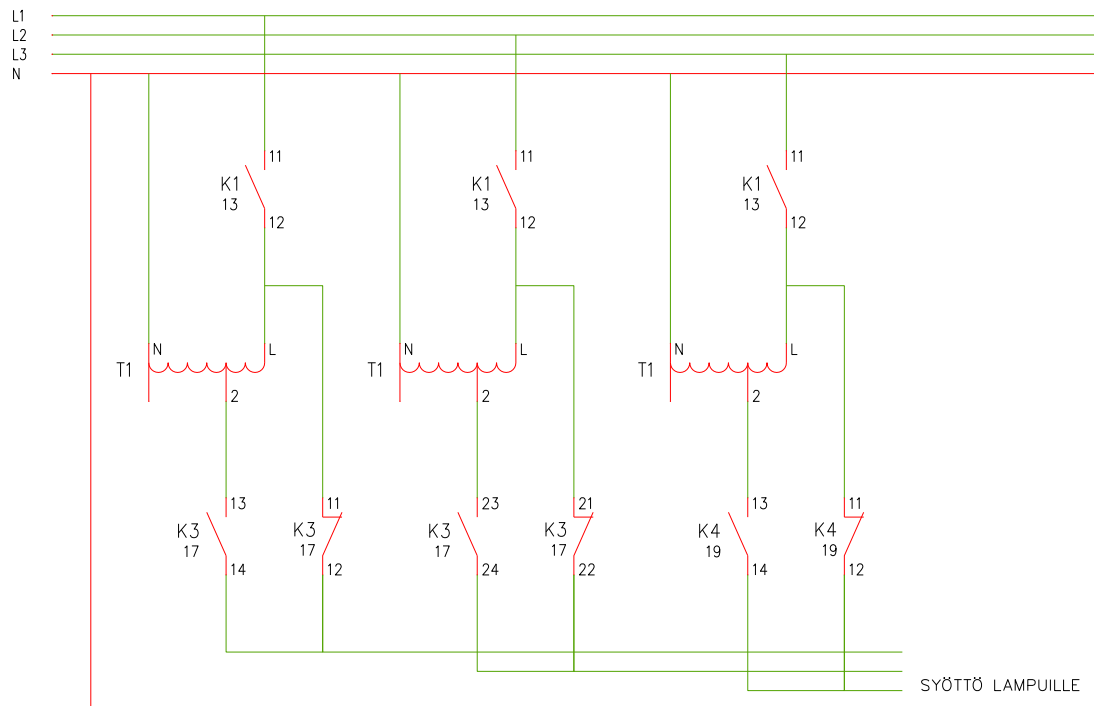 L1
L2
L3
N
11 11 11
K1 K1 K1
13 13 13
12 12 12
N L N L N L
T1 T1 T1
2 2 2
13 11 23 21 13 11
K3 K3 K3 K3 K4 K4
17 17 17 17 19 19
14 12 24 22 14 12
SYÖTTÖ LAMPUILLE